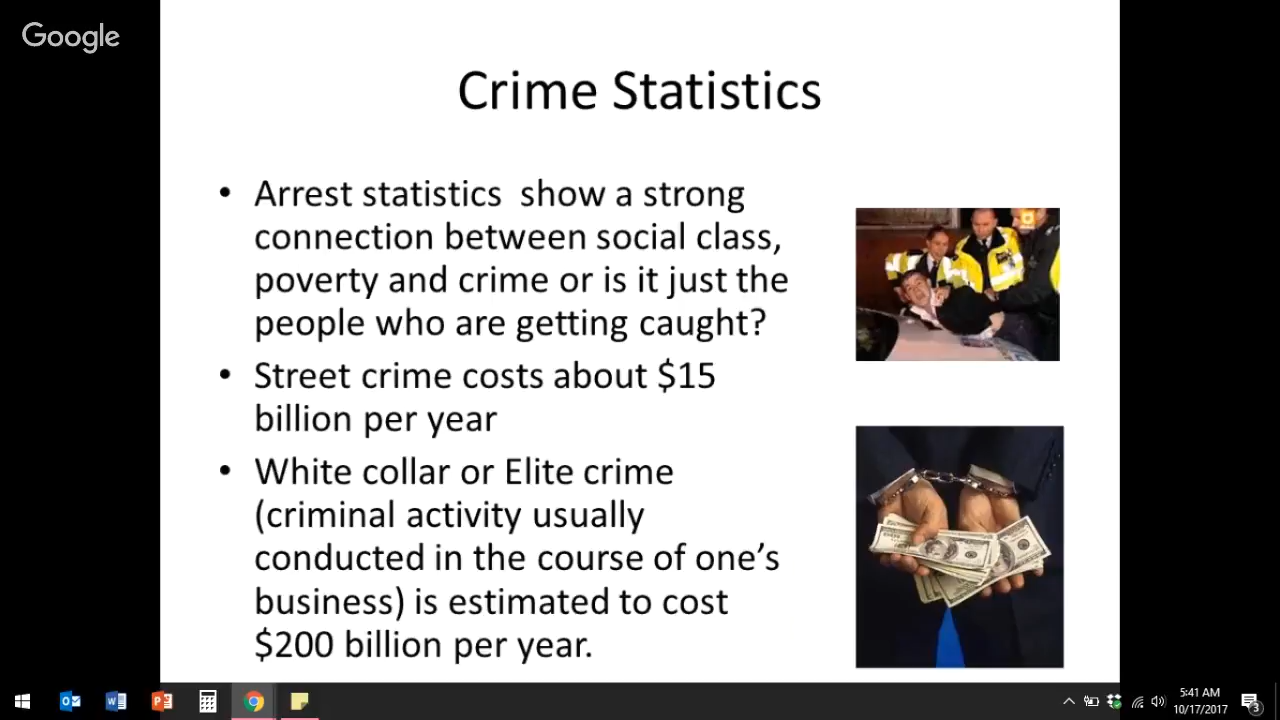 Google
Crime Statistics
• Arrest statistics  show a strong
connection between social class,
poverty and crime or is it just the
people who are getting caught?
• Street crime costs about $15
billion per year
• White collar or Elite crime
(criminal activity usually
conducted in the course of one’s
business) is estimated to cost
$200 billion per year.
5:41 AM
10/17/2017
3